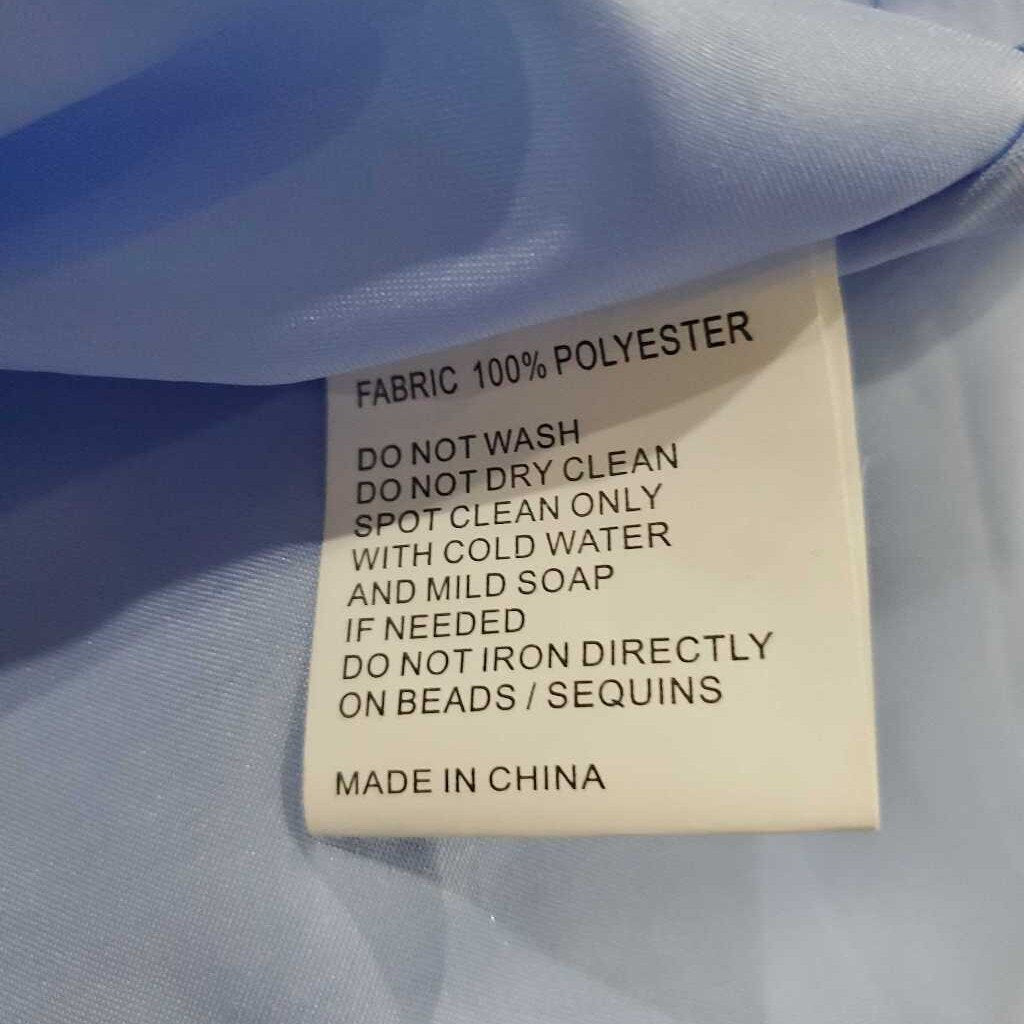 FABRIC 100% POLYESTER
DO NOT WASH
DO NOT DRY CLEAN
SPOT CLEAN ONLY
WITH COLD WATER
AND MILD SOAP
IF NEEDED
DO NOT IRON DIRECTLY
ON BEADS / SEQUINS
MADE IN CHINA